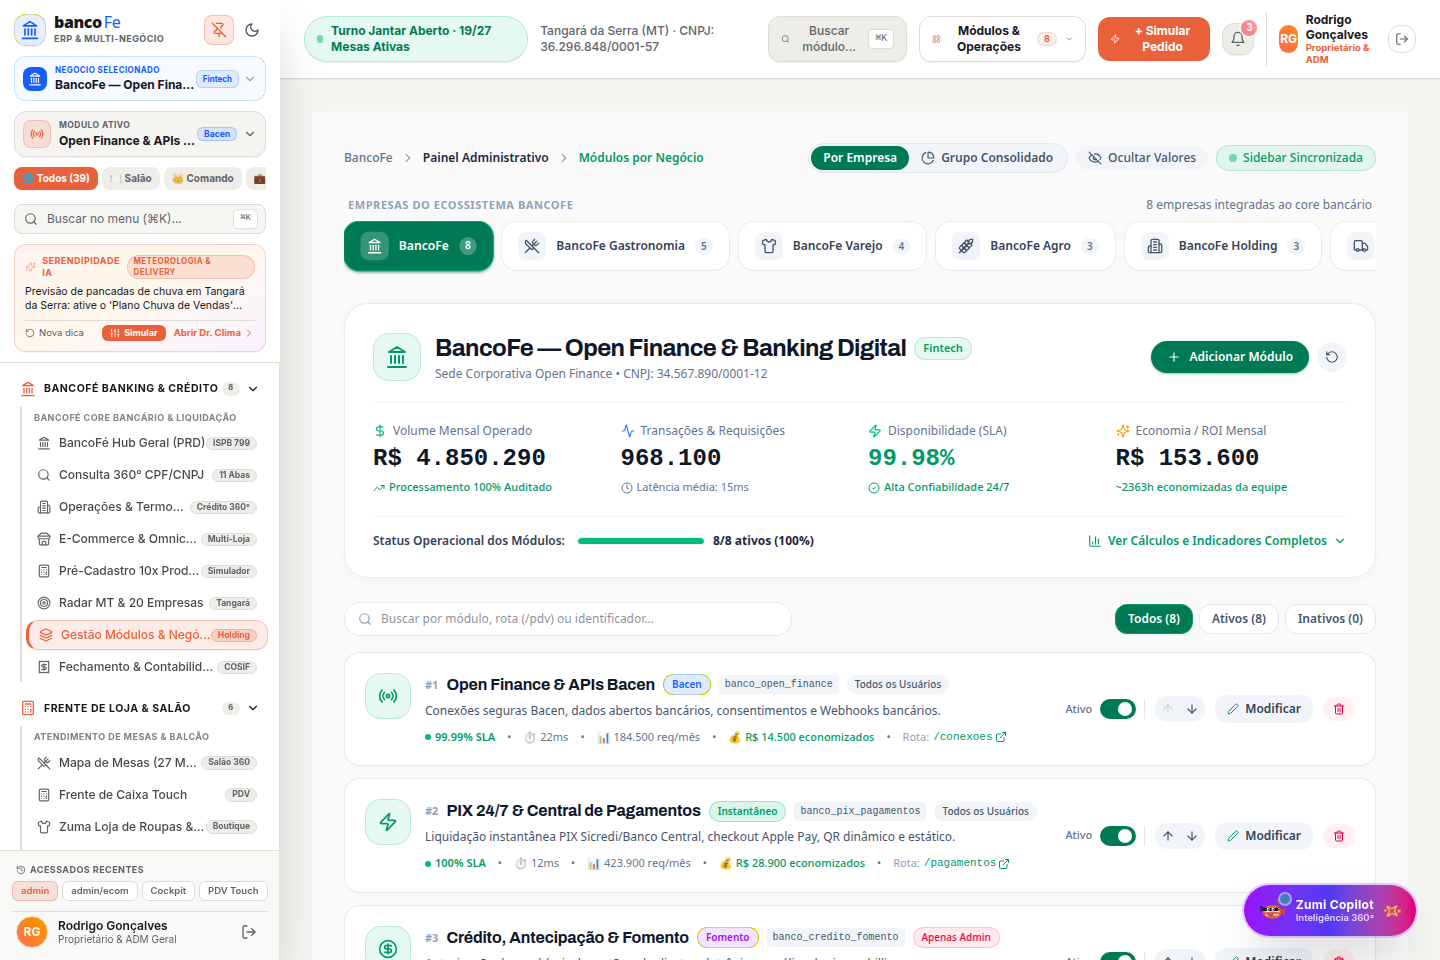 bancoFe
ERP & MULTI-NEGÓCIO
NEGÓCIO SELECIONADO
BancoFe — Open Fina...
Fintech
MÓDULO ATIVO
Open Finance & APIs ...
Bacen
Todos (39)
Salão
Comando
Buscar no menu (⌘K)...
⌘K
SERENDIPIDADE IA
METEOROLOGIA & DELIVERY
Previsão de pancadas de chuva em Tangará
da Serra: ative o 'Plano Chuva de Vendas'...
Nova dica
Simular
Abrir Dr. Clima
BANCOFÉ BANKING & CRÉDITO
8
BANCOFÉ CORE BANCÁRIO & LIQUIDAÇÃO
BancoFé Hub Geral (PRD)
ISPB 799
Consulta 360° CPF/CNPJ
11 Abas
Operações & Termo...
Crédito 360°
E-Commerce & Omnic...
Multi-Loja
Pré-Cadastro 10x Prod...
Simulador
Radar MT & 20 Empresas
Tangará
Gestão Módulos & Negó...
Holding
Fechamento & Contabilid...
COSIF
FRENTE DE LOJA & SALÃO
6
ATENDIMENTO DE MESAS & BALCÃO
Mapa de Mesas (27 M...
Salão 360
Frente de Caixa Touch
PDV
Zuma Loja de Roupas &...
Boutique
ACESSADOS RECENTES
admin
admin/ecom
Cockpit
PDV Touch
RG
Rodrigo Gonçalves
Proprietário & ADM Geral
Turno Jantar Aberto · 19/27
Mesas Ativas
Tangará da Serra (MT) · CNPJ:
36.296.848/0001-57
Buscar
módulo...
⌘K
Módulos &
Operações
8
+ Simular
Pedido
3
RG
Rodrigo
Gonçalves
Proprietário &
ADM
BancoFe
Painel Administrativo
Módulos por Negócio
Por Empresa
Grupo Consolidado
Ocultar Valores
Sidebar Sincronizada
EMPRESAS DO ECOSSISTEMA BANCOFE
8 empresas integradas ao core bancário
BancoFe
8
BancoFe Gastronomia
5
BancoFe Varejo
4
BancoFe Agro
3
BancoFe Holding
3
BancoFe — Open Finance & Banking Digital
Fintech
Sede Corporativa Open Finance • CNPJ: 34.567.890/0001-12
Adicionar Módulo
Volume Mensal Operado
R$ 4.850.290
Processamento 100% Auditado
Transações & Requisições
968.100
Latência média: 15ms
Disponibilidade (SLA)
99.98%
Alta Confiabilidade 24/7
Economia / ROI Mensal
R$ 153.600
~2363h economizadas da equipe
Status Operacional dos Módulos:
8/8 ativos (100%)
Ver Cálculos e Indicadores Completos
Buscar por módulo, rota (/pdv) ou identificador...
Todos (8)
Ativos (8)
Inativos (0)
#1 Open Finance & APIs Bacen
Bacen
banco_open_finance
Todos os Usuários
Conexões seguras Bacen, dados abertos bancários, consentimentos e Webhooks bancários.
99.99% SLA • 22ms • 184.500 req/mês • R$ 14.500 economizados • Rota: /conexoes
Ativo
Modificar
#2 PIX 24/7 & Central de Pagamentos
Instantâneo
banco_pix_pagamentos
Todos os Usuários
Liquidação instantânea PIX Sicredi/Banco Central, checkout Apple Pay, QR dinâmico e estático.
100% SLA • 12ms • 423.900 req/mês • R$ 28.900 economizados • Rota: /pagamentos
Ativo
Modificar
#3 Crédito, Antecipação & Fomento
Fomento
banco_credito_fomento
Apenas Admin
Zumi Copilot
Inteligência 360°